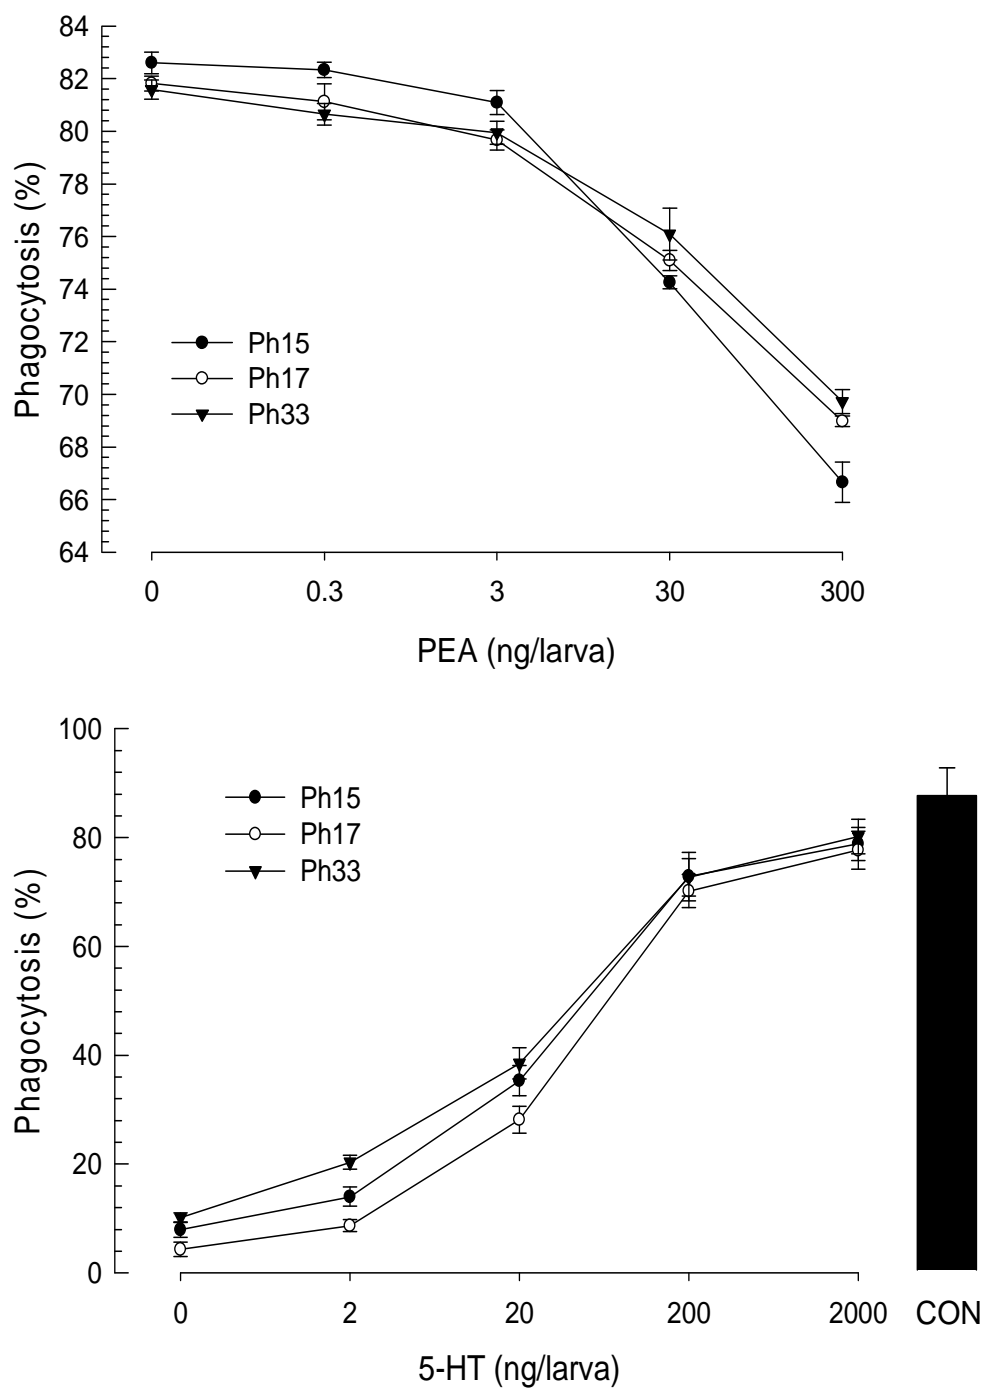 84
82
80
78
76
74
72
70
68
66
64
Phagocytosis (%)
Ph15
Ph17
Ph33
0 0.3 3 30 300
PEA (ng/larva)
100
80
60
40
20
0
Phagocytosis (%)
Ph15
Ph17
Ph33
0 2 20 200 2000 CON
5-HT (ng/larva)